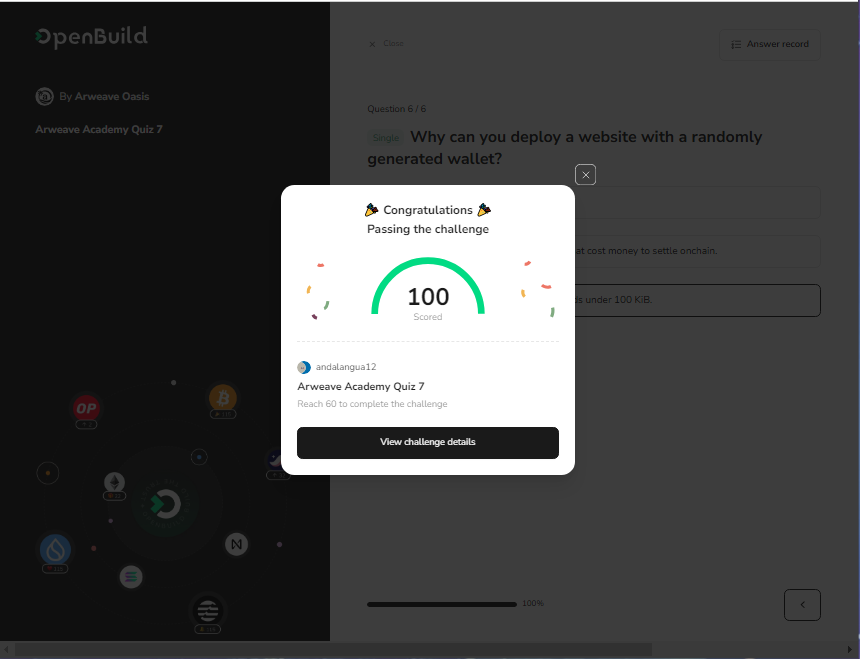 OpenBuild
By Arweave Oasis
Arweave Academy Quiz 7
Close
Answer record
Question 6 / 6
Single Why can you deploy a website with a randomly
generated wallet?
at cost money to settle onchain.
ds under 100 KiB.
Congratulations
Passing the challenge
100
Scored
andalangua12
Arweave Academy Quiz 7
Reach 60 to complete the challenge
View challenge details
OP
N
100%